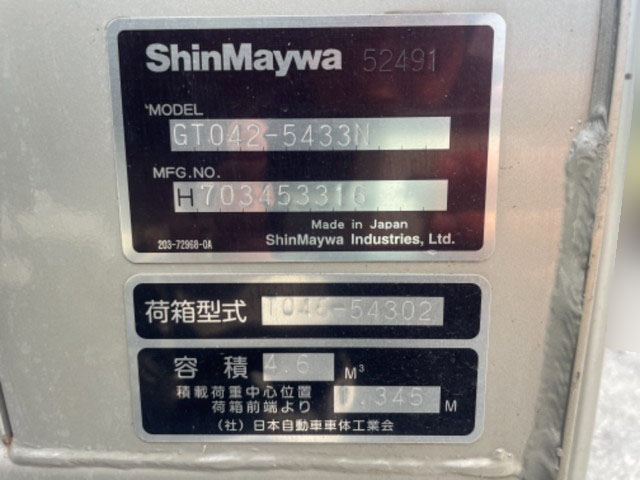 ShinMaywa 52491
MODEL
GT042-5433N
MFG.NO.
H703453316
Made in Japan
203-72968-0A ShinMaywa Industries, Ltd.
荷箱型式 54302
容積 4.6 M³
積載荷重中心位置
荷箱前端より .345 M
(社)日本自動車車体工業会